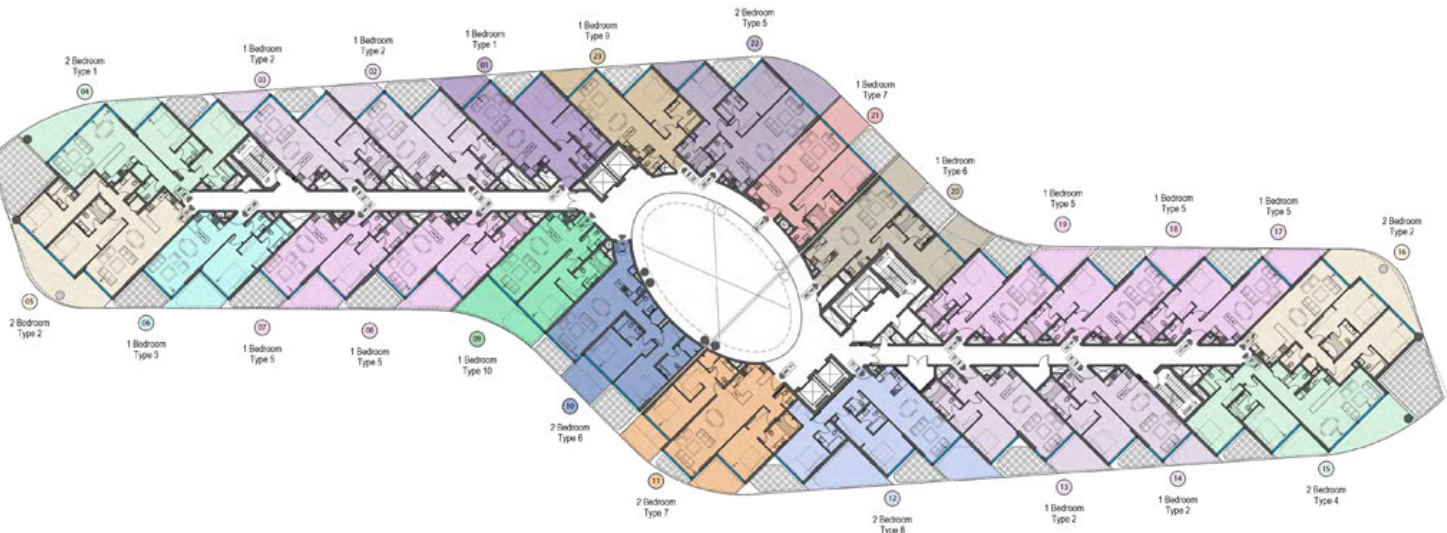 2 Bedroom
Type 1
04
1 Bedroom
Type 2
03
1 Bedroom
Type 2
02
1 Bedroom
Type 1
01
1 Bedroom
Type 9
23
2 Bedroom
Type 5
22
1 Bedroom
Type 7
21
1 Bedroom
Type 6
20
1 Bedroom
Type 5
19
1 Bedroom
Type 5
18
1 Bedroom
Type 5
17
2 Bedroom
Type 2
16
05
2 Bedroom
Type 2
06
1 Bedroom
Type 3
07
1 Bedroom
Type 5
08
1 Bedroom
Type 5
09
1 Bedroom
Type 10
10
2 Bedroom
Type 6
11
2 Bedroom
Type 7
12
2 Bedroom
Type 8
13
1 Bedroom
Type 2
14
1 Bedroom
Type 2
15
2 Bedroom
Type 4